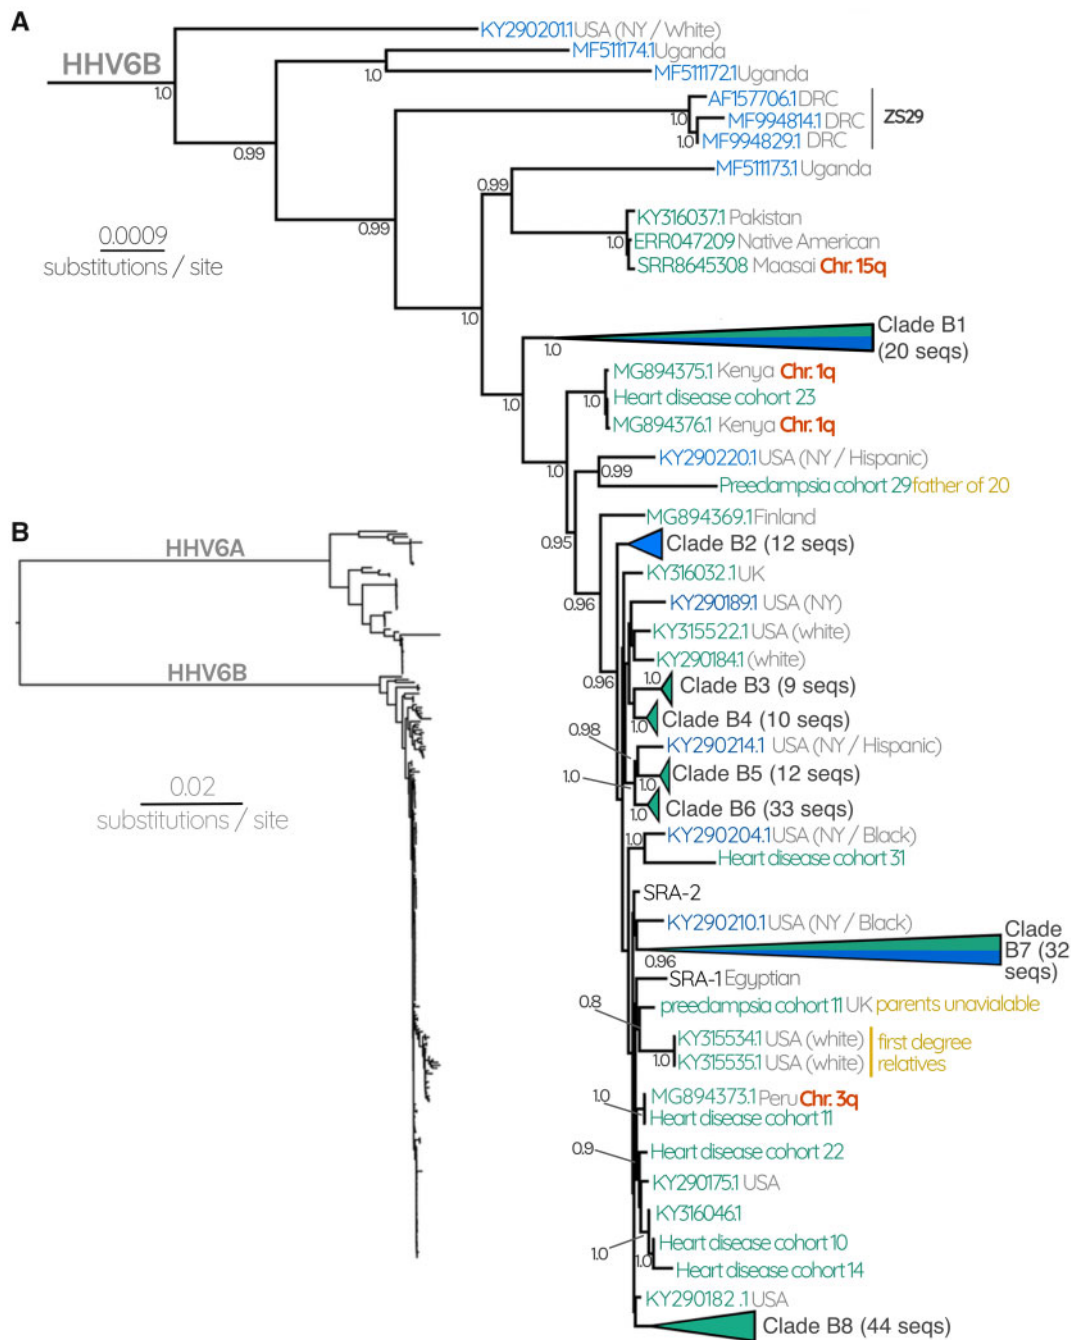 A
HHV6B
1.0
KY290201.1 USA (NY / White)
MF511174.1 Uganda
1.0
MF511172.1 Uganda
0.99
AF157706.1 DRC
1.0
MF994814.1 DRC
ZS29
1.0
MF994829.1 DRC
0.99
MF511173.1 Uganda
0.99
0.0009
substitutions / site
KY316037.1 Pakistan
1.0
ERR047209 Native American
SRR8645308 Maasai Chr. 15q
1.0
Clade B1
(20 seqs)
1.0
MG894375.1 Kenya Chr. 1q
1.0
Heart disease cohort 23
1.0
MG894376.1 Kenya Chr. 1q
1.0
KY290220.1 USA (NY / Hispanic)
0.99
Preeclampsia cohort 29 father of 20
0.95
MG894369.1 Finland
Clade B2 (12 seqs)
KY316032.1 UK
0.96
KY290189.1 USA (NY)
KY315522.1 USA (white)
KY290184.1 (white)
0.96
1.0
Clade B3 (9 seqs)
1.0
Clade B4 (10 seqs)
0.98
KY290214.1 USA (NY / Hispanic)
1.0
1.0
Clade B5 (12 seqs)
1.0
Clade B6 (33 seqs)
1.0
KY290204.1 USA (NY / Black)
Heart disease cohort 31
SRA-2
KY290210.1 USA (NY / Black)
Clade
B7 (32
seqs)
0.96
SRA-1 Egyptian
0.8
preeclampsia cohort 11 UK parents unavialable
KY315534.1 USA (white)
1.0
KY315535.1 USA (white)
first degree
relatives
1.0
MG894373.1 Peru Chr. 3q
Heart disease cohort 11
0.9
Heart disease cohort 22
KY290175.1 USA
KY316046.1
1.0
Heart disease cohort 10
1.0
Heart disease cohort 14
KY290182 .1 USA
Clade B8 (44 seqs)
B
HHV6A
HHV6B
0.02
substitutions / site